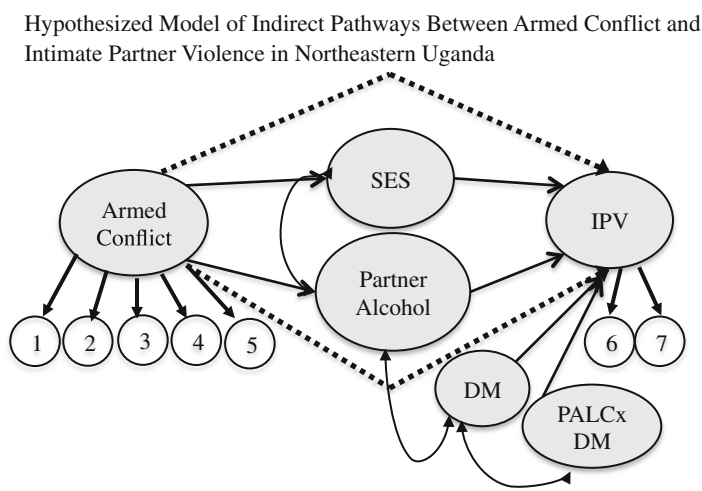 Hypothesized Model of Indirect Pathways Between Armed Conflict and
Intimate Partner Violence in Northeastern Uganda
SES
Armed
Conflict
IPV
Partner
Alcohol
1 2 3 4 5
6 7
DM
PALCx
DM